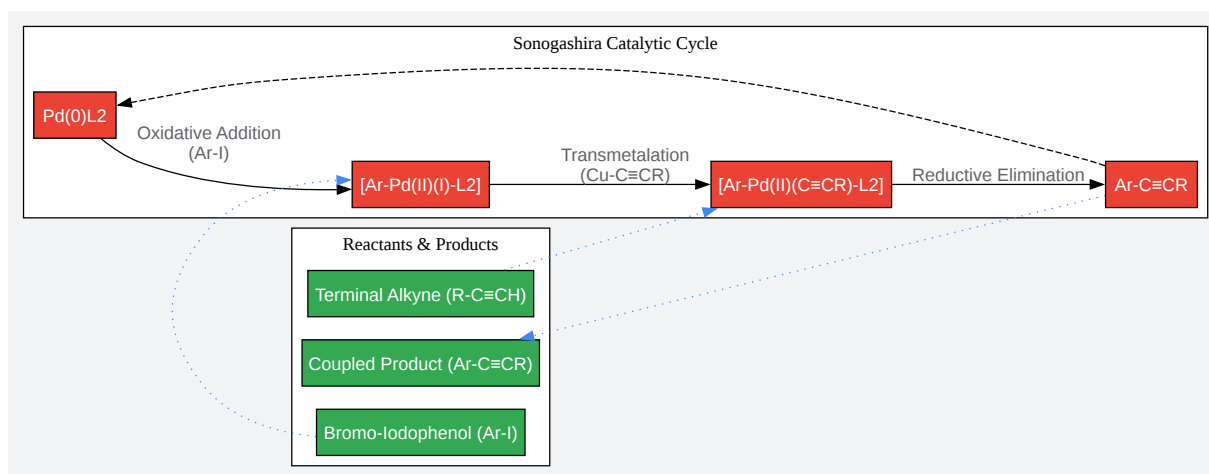 Sonogashira Catalytic Cycle
Pd(0)L2
Oxidative Addition
(Ar-I)
[Ar-Pd(II)(I)-L2]
Transmetalation
(Cu-C≡CR)
[Ar-Pd(II)(C≡CR)-L2]
Reductive Elimination
Ar-C≡CR
Reactants & Products
Terminal Alkyne (R-C≡CH)
Coupled Product (Ar-C≡CR)
Bromo-Iodophenol (Ar-I)